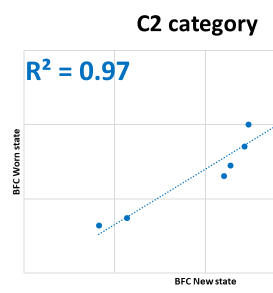 C2 category
R² = 0.97
BFC Worn state
BFC New state